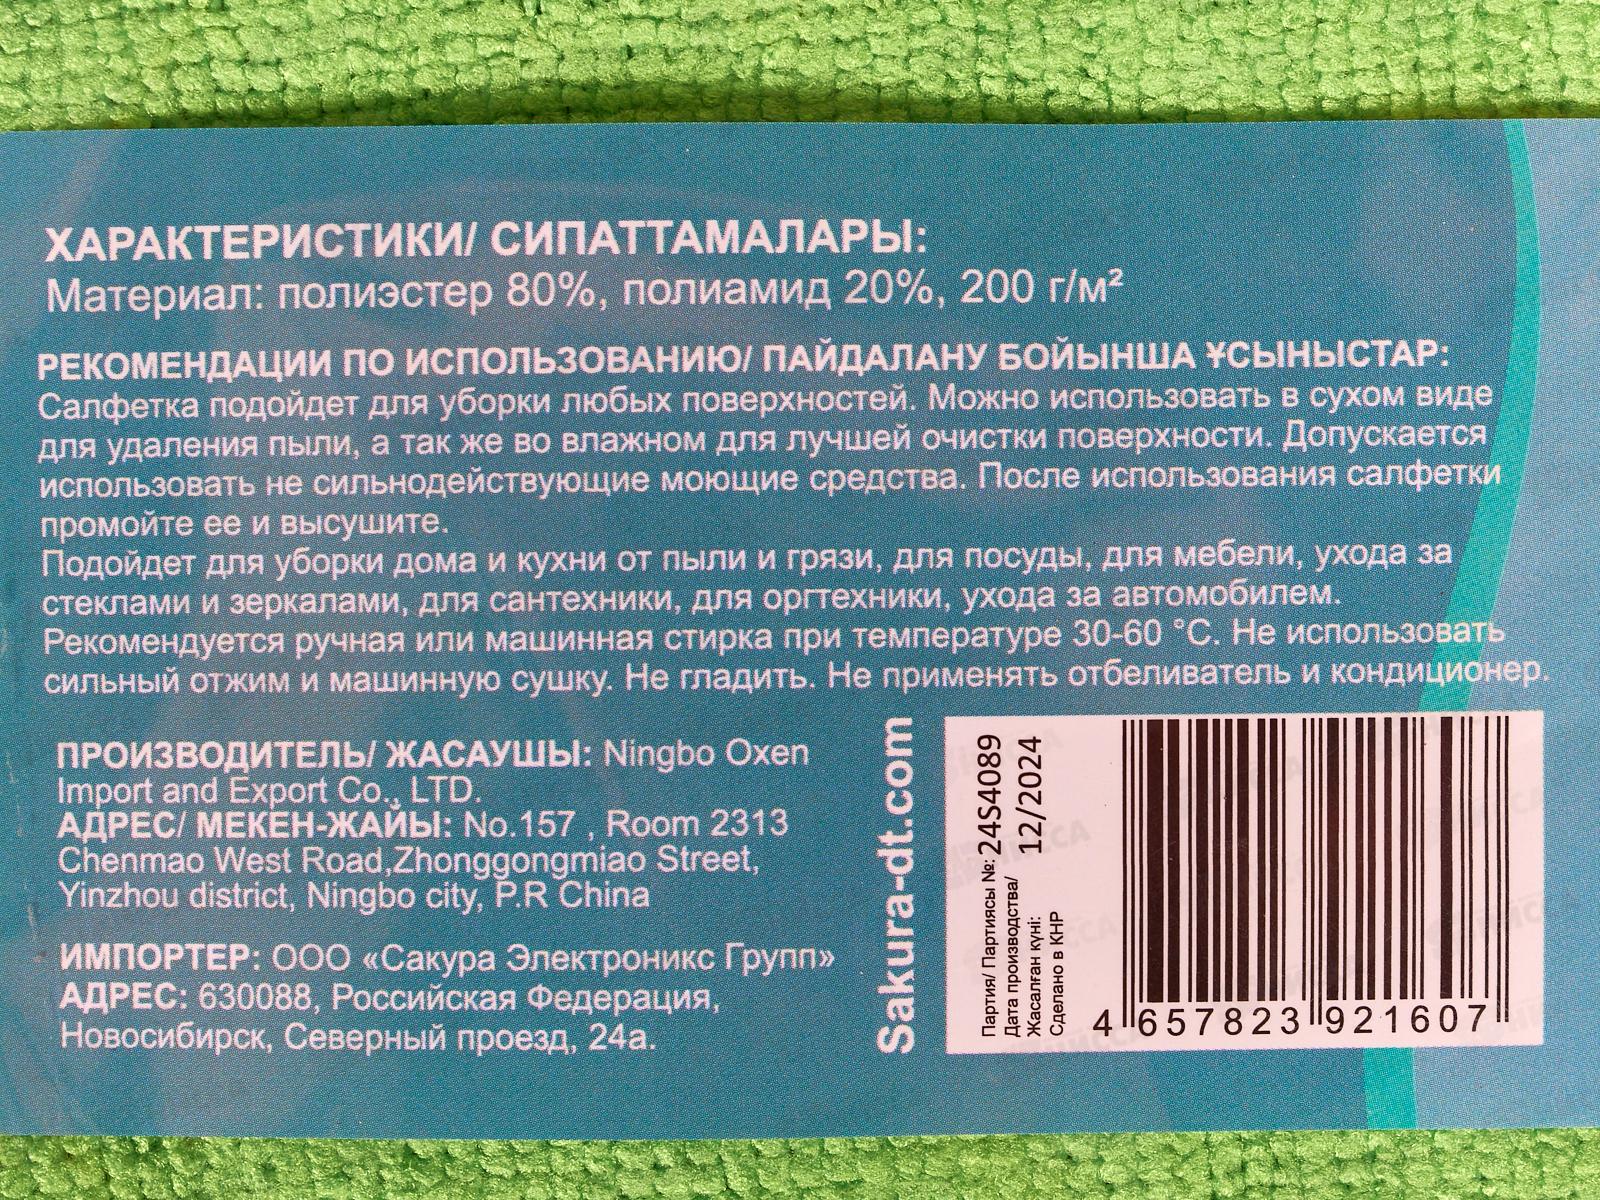 ХАРАКТЕРИСТИКИ/ СИПАТТАМАЛАРЫ:
Материал: полиэстер 80%, полиамид 20%, 200 г/м²
РЕКОМЕНДАЦИИ ПО ИСПОЛЬЗОВАНИЮ/ ПАЙДАЛАНУ БОЙЫНША ҰСЫНЫСТАР:
Салфетка подойдет для уборки любых поверхностей. Можно использовать в сухом виде
для удаления пыли, а так же во влажном для лучшей очистки поверхности. Допускается
использовать не сильнодействующие моющие средства. После использования салфетки
промойте ее и высушите.
Подойдет для уборки дома и кухни от пыли и грязи, для посуды, для мебели, ухода за
стеклами и зеркалами, для сантехники, для оргтехники, ухода за автомобилем.
Рекомендуется ручная или машинная стирка при температуре 30-60 °С. Не использовать
сильный отжим и машинную сушку. Не гладить. Не применять отбеливатель и кондиционер.
ПРОИЗВОДИТЕЛЬ/ ЖАСАУШЫ: Ningbo Oxen
Import and Export Co., LTD.
АДРЕС/ МЕКЕН-ЖАЙЫ: No.157 , Room 2313
Chenmao West Road,Zhonggongmiao Street,
Yinzhou district, Ningbo city, P.R China
ИМПОРТЕР: ООО «Сакура Электроникс Групп»
АДРЕС: 630088, Российская Федерация,
Новосибирск, Северный проезд, 24а.
Sakura-dt.com
Партия/ Партиясы №: 24S4089
Дата производства/ 12/2024
Жасалған күні:
Сделано в КНР
4 657823 921607